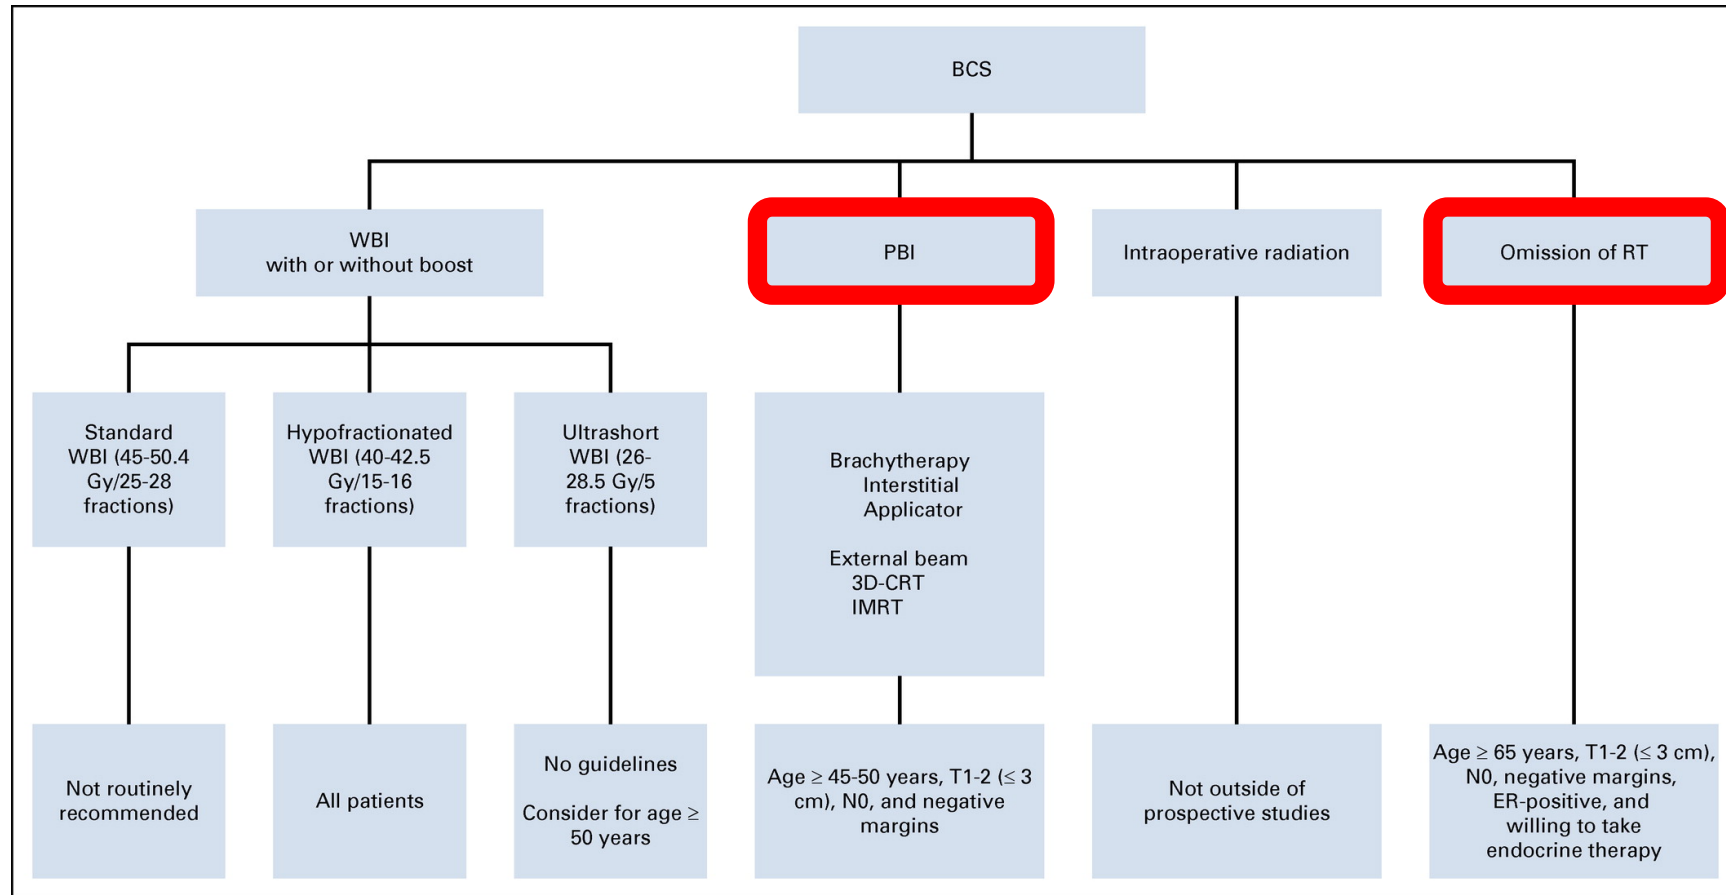 BCS
WBI
with or without boost
PBI
Intraoperative radiation
Omission of RT
Standard
WBI (45-50.4
Gy/25-28
fractions)
Hypofractionated
WBI (40-42.5
Gy/15-16
fractions)
Ultrashort
WBI (26-
28.5 Gy/5
fractions)
Brachytherapy
Interstitial
Applicator
External beam
3D-CRT
IMRT
Not routinely
recommended
All patients
No guidelines
Consider for age ≥
50 years
Age ≥ 45-50 years, T1-2 (≤ 3
cm), N0, and negative
margins
Not outside of
prospective studies
Age ≥ 65 years, T1-2 (≤ 3 cm),
N0, negative margins,
ER-positive, and
willing to take
endocrine therapy